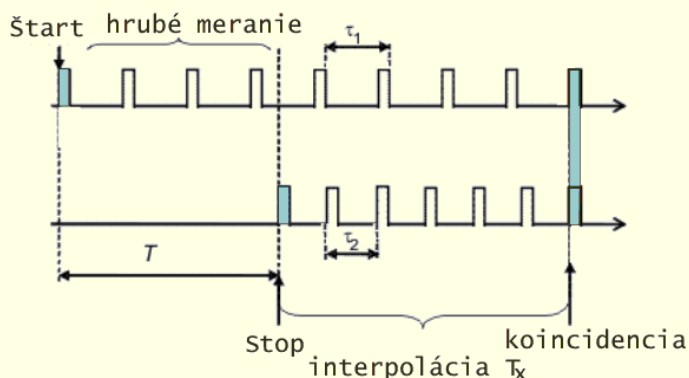 Štart
hrubé meranie
τ1
τ2
T
Stop
koincidencia
interpolácia
Tx